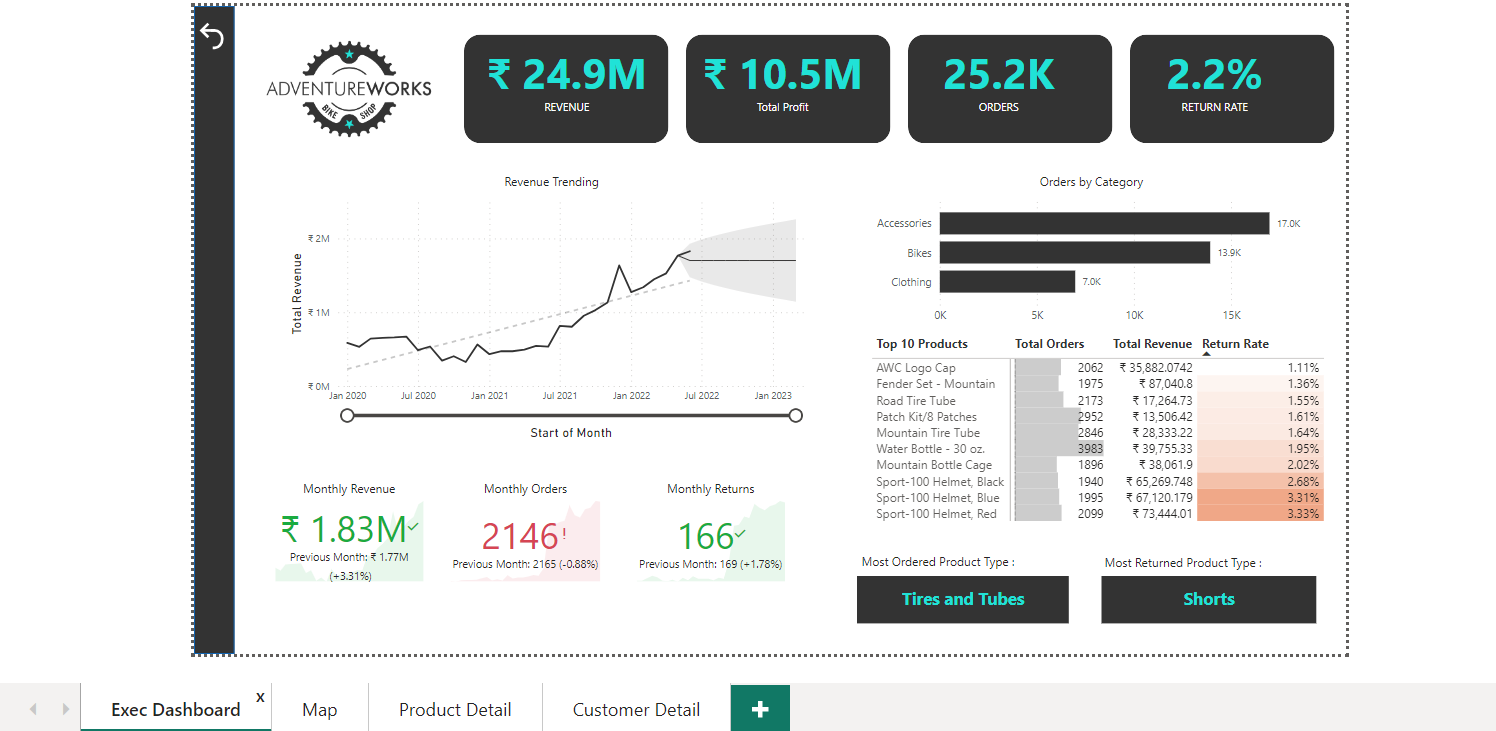 ADVENTUREWORKS
BIKE SHOP
₹ 24.9M
REVENUE
₹ 10.5M
Total Profit
25.2K
ORDERS
2.2%
RETURN RATE
Revenue Trending
Total Revenue
₹ 2M
₹ 1M
₹ 0M
Jan 2020 Jul 2020 Jan 2021 Jul 2021 Jan 2022 Jul 2022 Jan 2023
Start of Month
Orders by Category
Accessories 17.0K
Bikes 13.9K
Clothing 7.0K
0K 5K 10K 15K
Top 10 Products Total Orders Total Revenue Return Rate
AWC Logo Cap 2062 ₹ 35,882.0742 1.11%
Fender Set - Mountain 1975 ₹ 87,040.8 1.36%
Road Tire Tube 2173 ₹ 17,264.73 1.55%
Patch Kit/8 Patches 2952 ₹ 13,506.42 1.61%
Mountain Tire Tube 2846 ₹ 28,333.22 1.64%
Water Bottle - 30 oz. 3983 ₹ 39,755.33 1.95%
Mountain Bottle Cage 1896 ₹ 38,061.9 2.02%
Sport-100 Helmet, Black 1940 ₹ 65,269.748 2.68%
Sport-100 Helmet, Blue 1995 ₹ 67,120.179 3.31%
Sport-100 Helmet, Red 2099 ₹ 73,444.01 3.33%
Monthly Revenue
₹ 1.83M
Previous Month: ₹ 1.77M
(+3.31%)
Monthly Orders
2146!
Previous Month: 2165 (-0.88%)
Monthly Returns
166
Previous Month: 169 (+1.78%)
Most Ordered Product Type :
Tires and Tubes
Most Returned Product Type :
Shorts
Exec Dashboard x Map Product Detail Customer Detail +